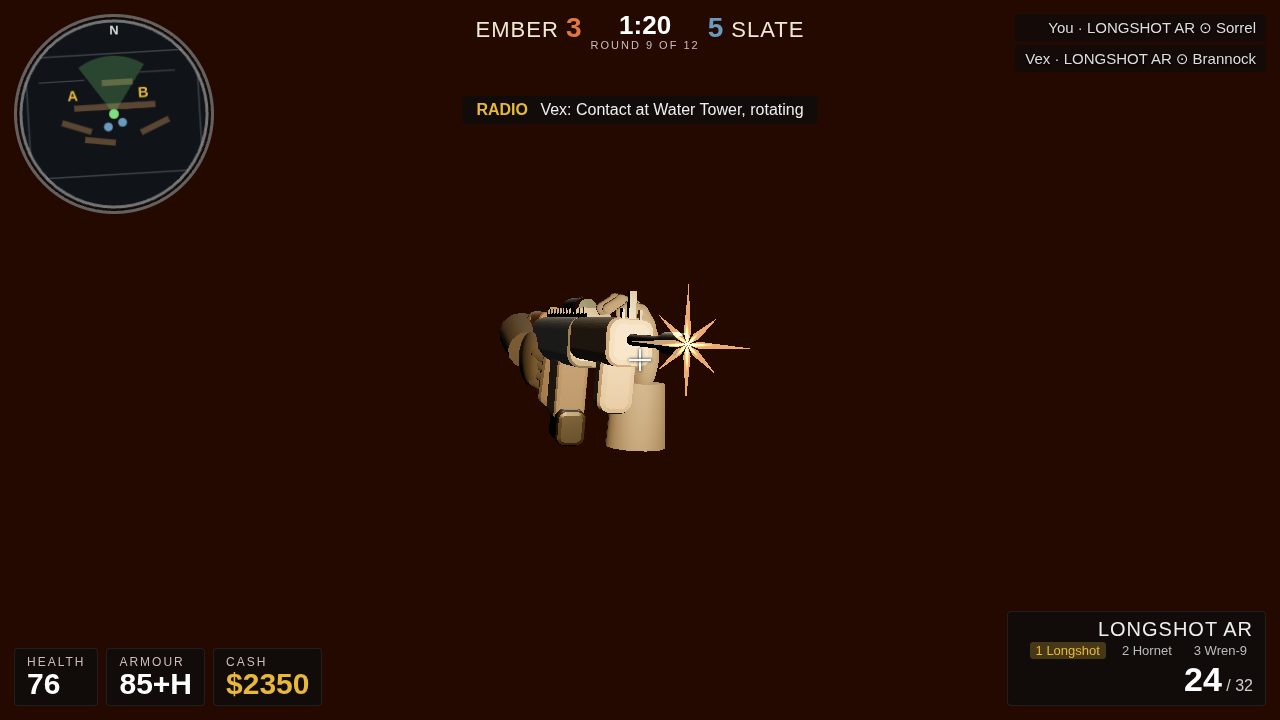 N
A
B
EMBER 3 1:20 5 SLATE
ROUND 9 OF 12
You · LONGSHOT AR ⊙ Sorrel
Vex · LONGSHOT AR ⊙ Brannock
RADIO Vex: Contact at Water Tower, rotating
HEALTH
76
ARMOUR
85+H
CASH
$2350
LONGSHOT AR
1 Longshot 2 Hornet 3 Wren-9
24 / 32